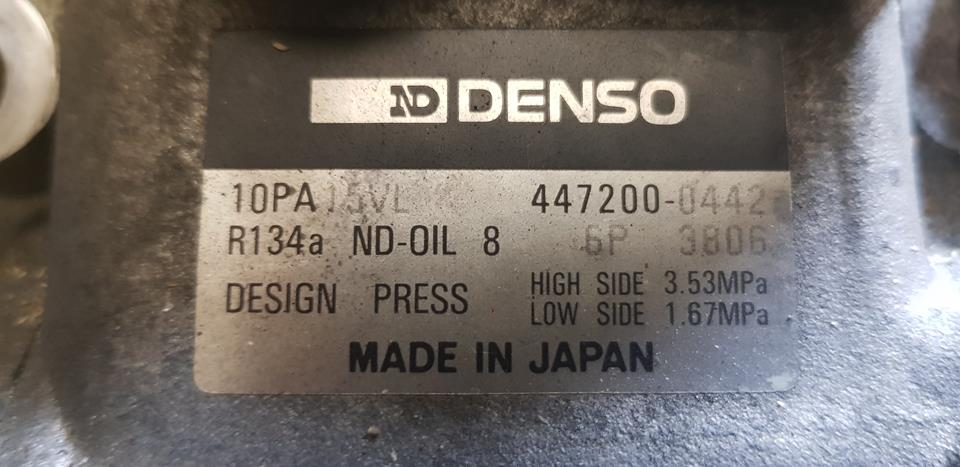 ND DENSO
10PA15VL 447200-0442
R134a ND-OIL 8 6P 3806
DESIGN PRESS HIGH SIDE 3.53MPa
LOW SIDE 1.67MPa
MADE IN JAPAN